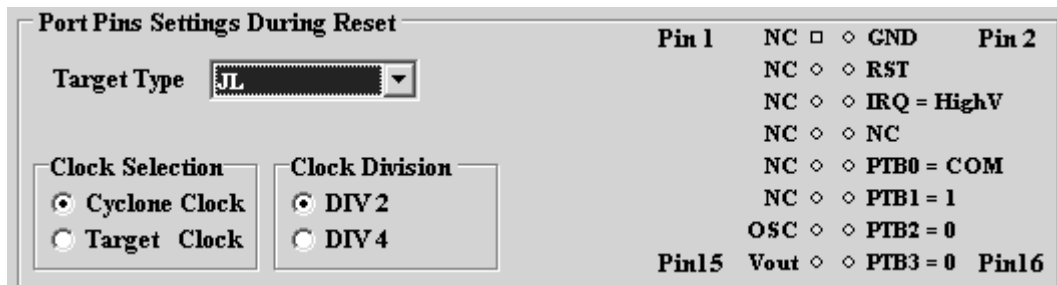 Port Pins Settings During Reset
Target Type JL
Clock Selection
Cyclone Clock
Target Clock
Clock Division
DIV 2
DIV 4
Pin 1 NC GND Pin 2
NC RST
NC IRQ = HighV
NC NC
NC PTB0 = COM
NC PTB1 = 1
OSC PTB2 = 0
Pin15 Vout PTB3 = 0 Pin16